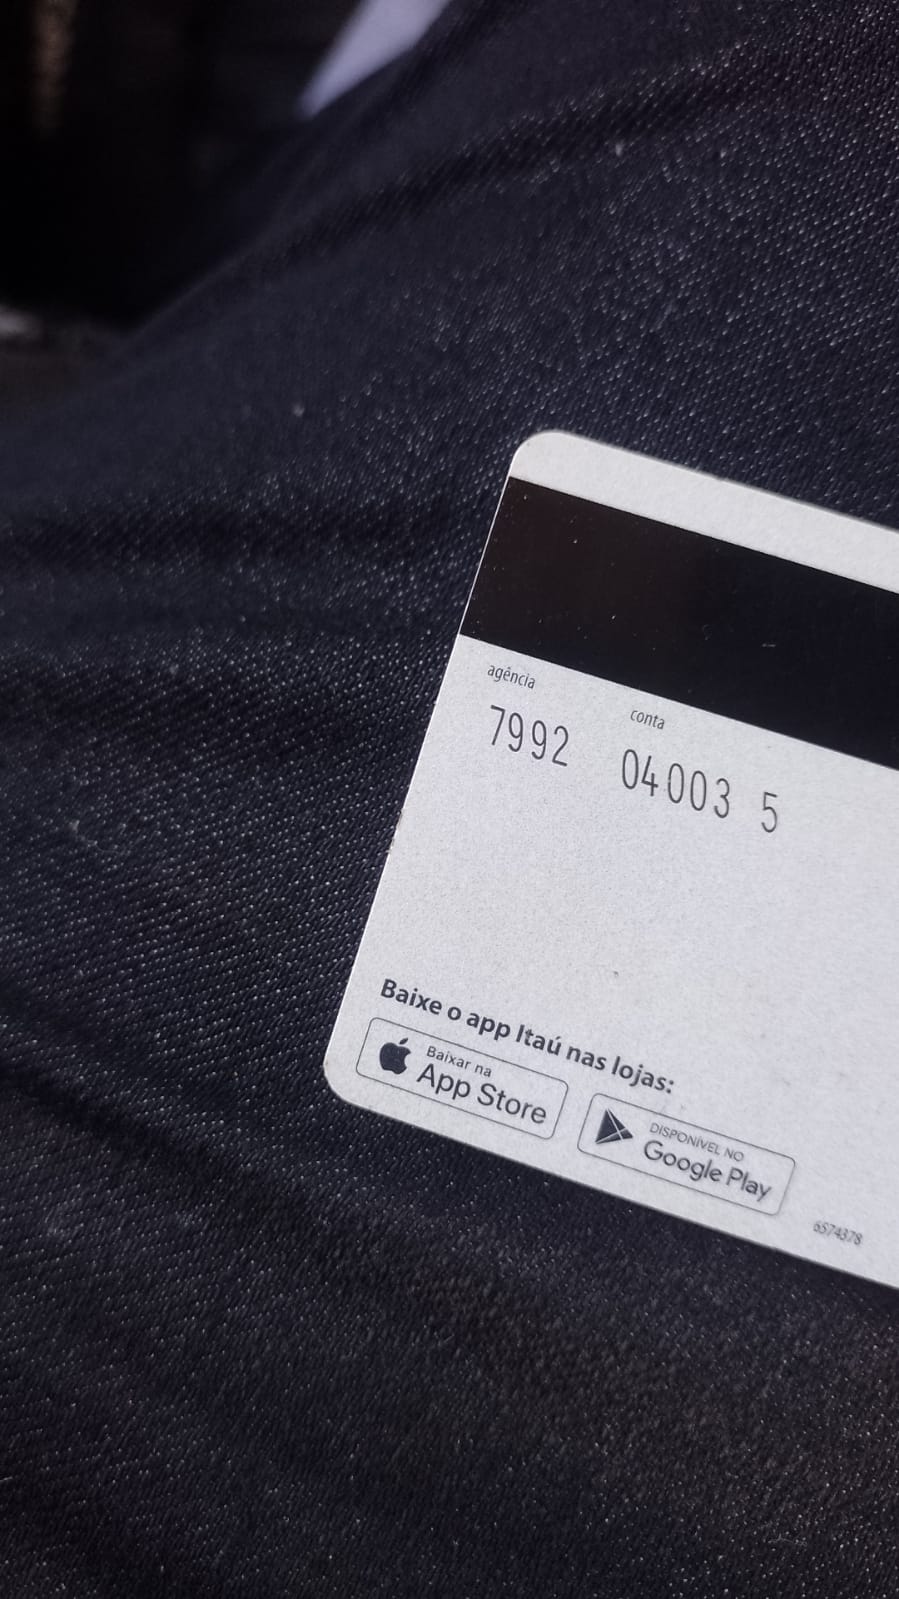 agência
conta
7992 04003 5
Baixe o app Itaú nas lojas:
Baixar na
App Store
DISPONÍVEL NO
Google Play
6574378